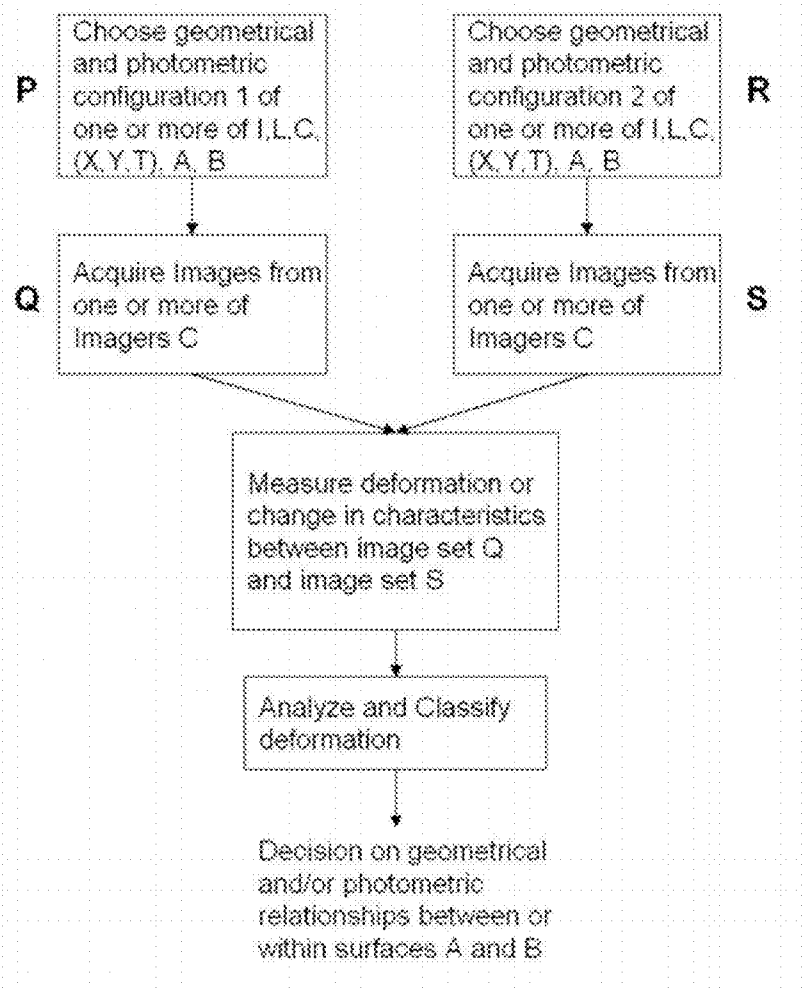 P
Choose geometrical
and photometric
configuration 1 of
one or more of I,L,C,
(X,Y,T), A, B
Choose geometrical
and photometric
configuration 2 of
one or more of I,L,C,
(X,Y,T), A, B
R
Q
Acquire Images from
one or more of
Imagers C
Acquire Images from
one or more of
Imagers C
S
Measure deformation or
change in characteristics
between image set Q
and image set S
Analyze and Classify
deformation
Decision on geometrical
and/or photometric
relationships between or
within surfaces A and B